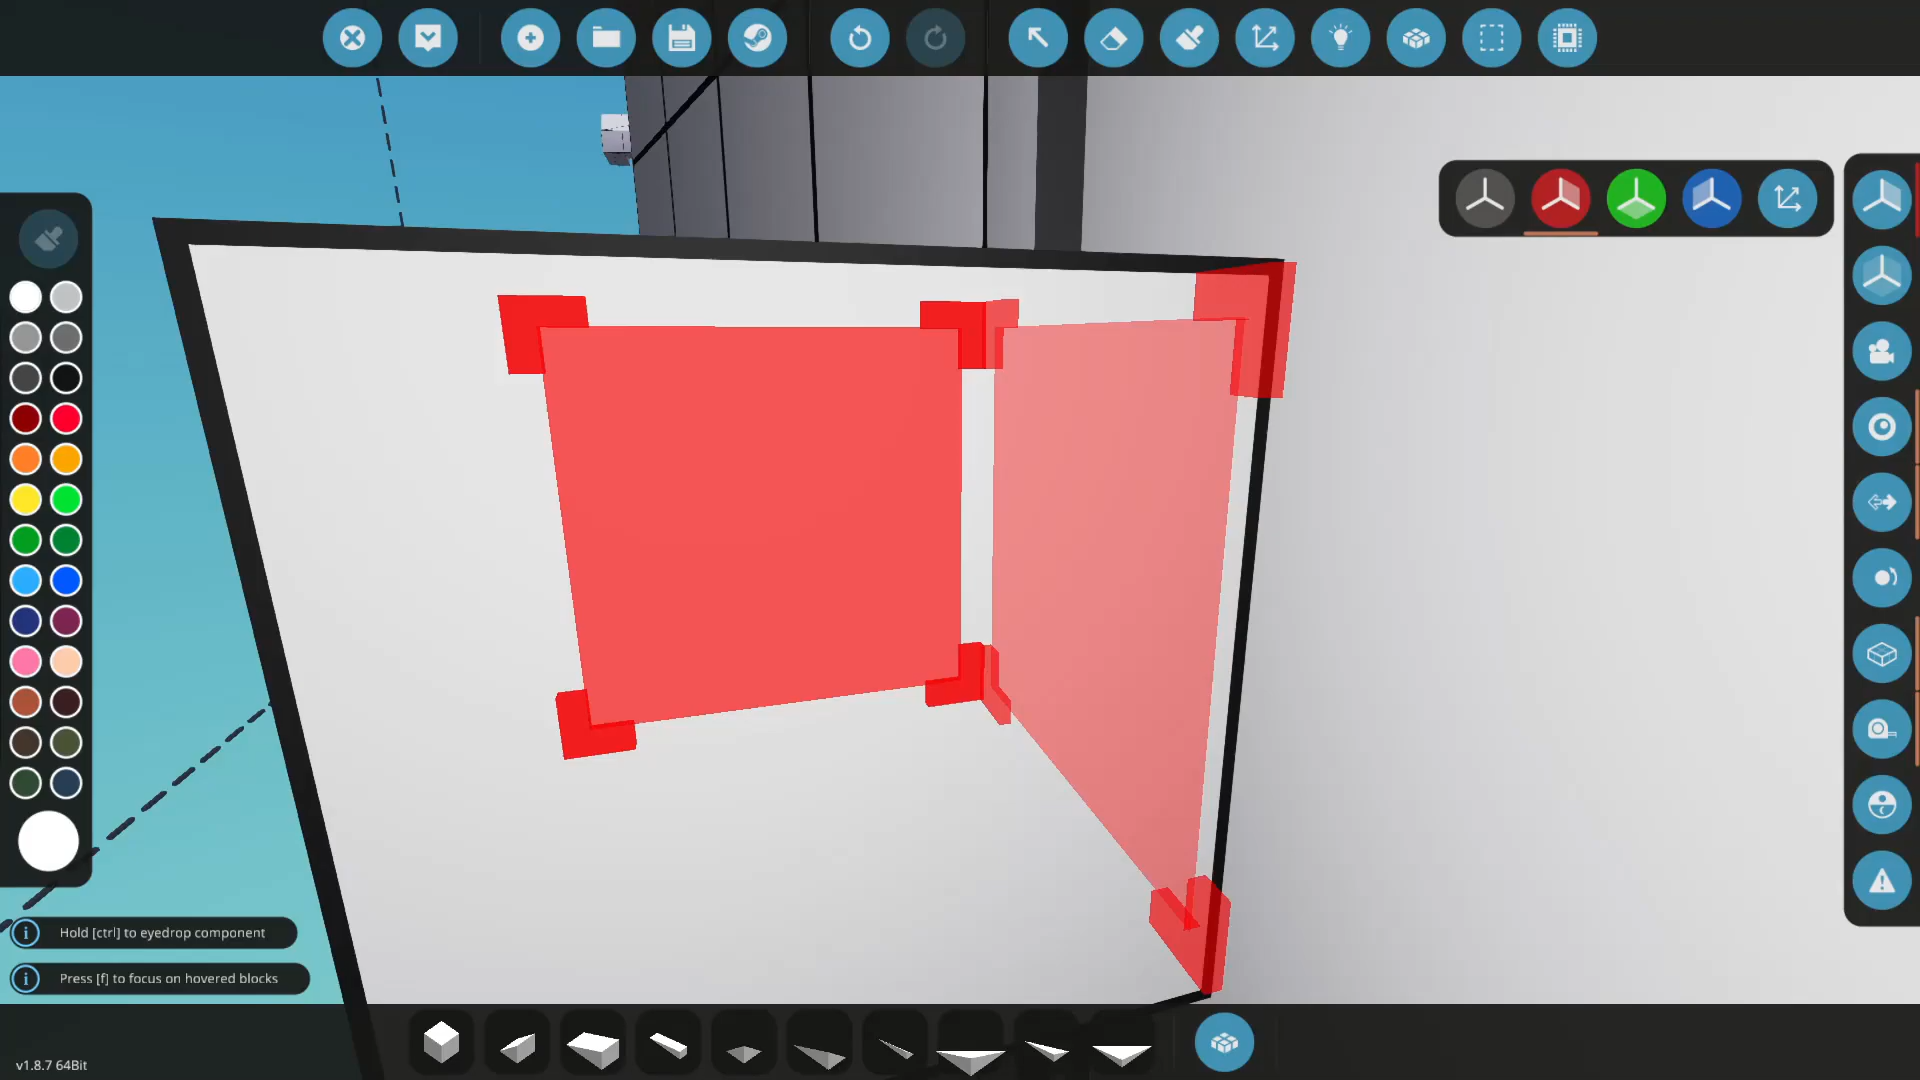 Hold [ctrl] to eyedrop component
Press [f] to focus on hovered blocks
v1.8.7 64Bit